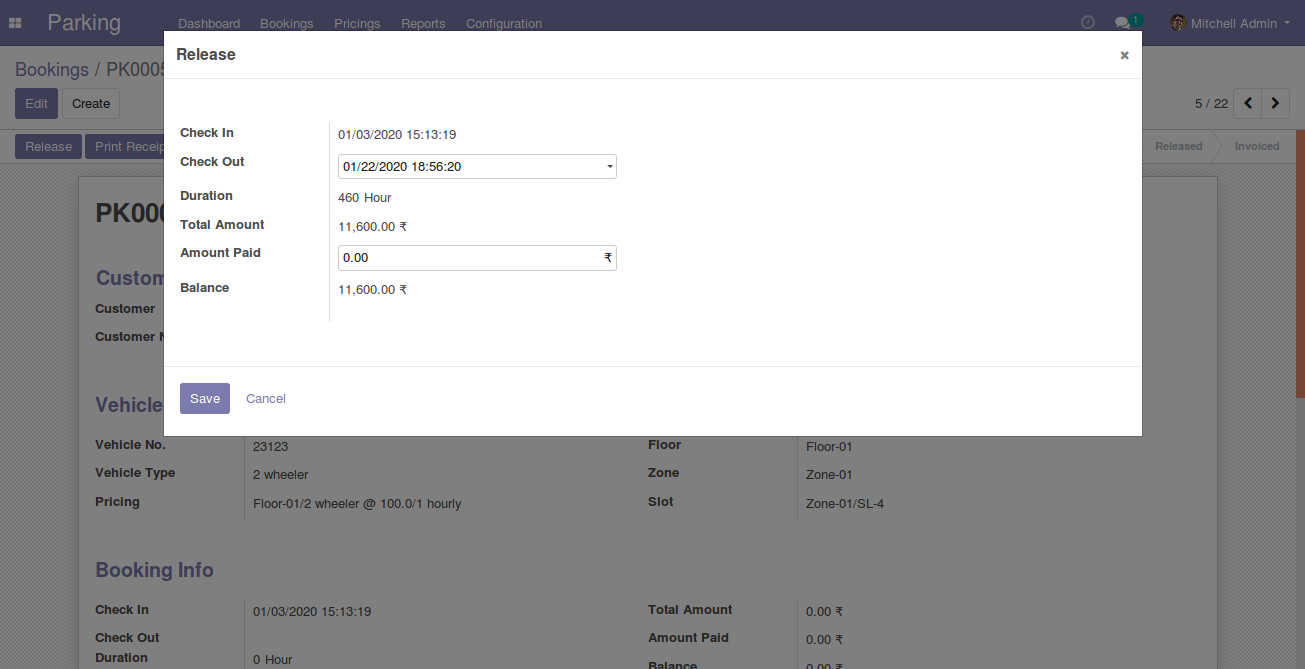 Parking Dashboard Bookings Pricings Reports Configuration 1 Mitchell Admin
Release ×
Bookings / PK0005
Edit Create 5 / 22
Release Print Receip Released Invoiced
Check In 01/03/2020 15:13:19
Check Out 01/22/2020 18:56:20
Duration 460 Hour
Total Amount 11,600.00 ₹
Amount Paid 0.00 ₹
Balance 11,600.00 ₹
Save Cancel
PK000
Custom
Customer
Customer N
Vehicle
Vehicle No. 23123 Floor Floor-01
Vehicle Type 2 wheeler Zone Zone-01
Pricing Floor-01/2 wheeler @ 100.0/1 hourly Slot Zone-01/SL-4
Booking Info
Check In 01/03/2020 15:13:19 Total Amount 0.00 ₹
Check Out Amount Paid 0.00 ₹
Duration 0 Hour Balance 0.00 ₹